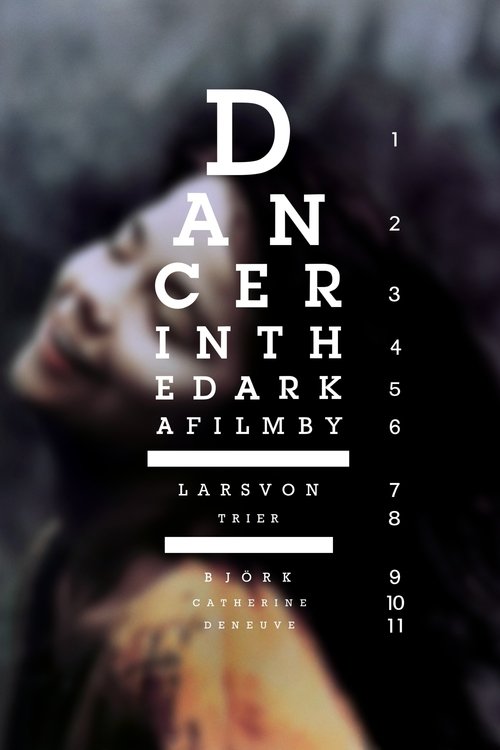 D 1
AN 2
CER 3
INTH 4
EDARK 5
AFILMBY 6
LARSVON 7
TRIER 8
BJÖRK 9
CATHERINE 10
DENEUVE 11